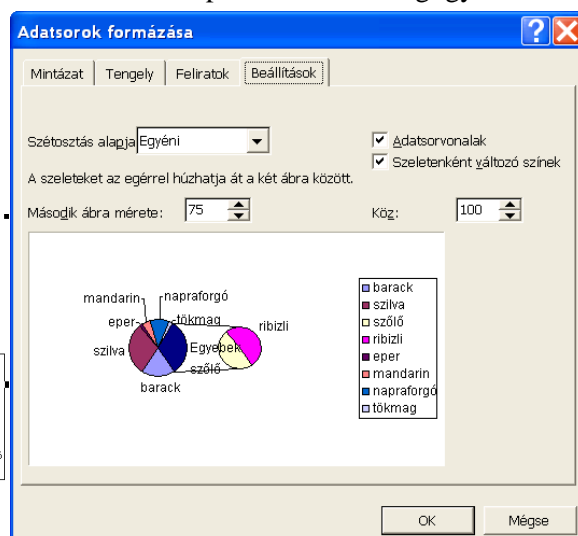 Adatsorok formázása
Mintázat Tengely Feliratok Beállítások
Szétosztás alapja Egyéni
Adatsorvonalak
Szeletenként változó színek
A szeleteket az egérrel húzhatja át a két ábra között.
Második ábra mérete: 75
Köz: 100
mandarin
napraforgó
eper
tökmag
ribizli
szilva
Egyebek
szőlő
barack
barack
szilva
szőlő
ribizli
eper
mandarin
napraforgó
tökmag
OK Mégse